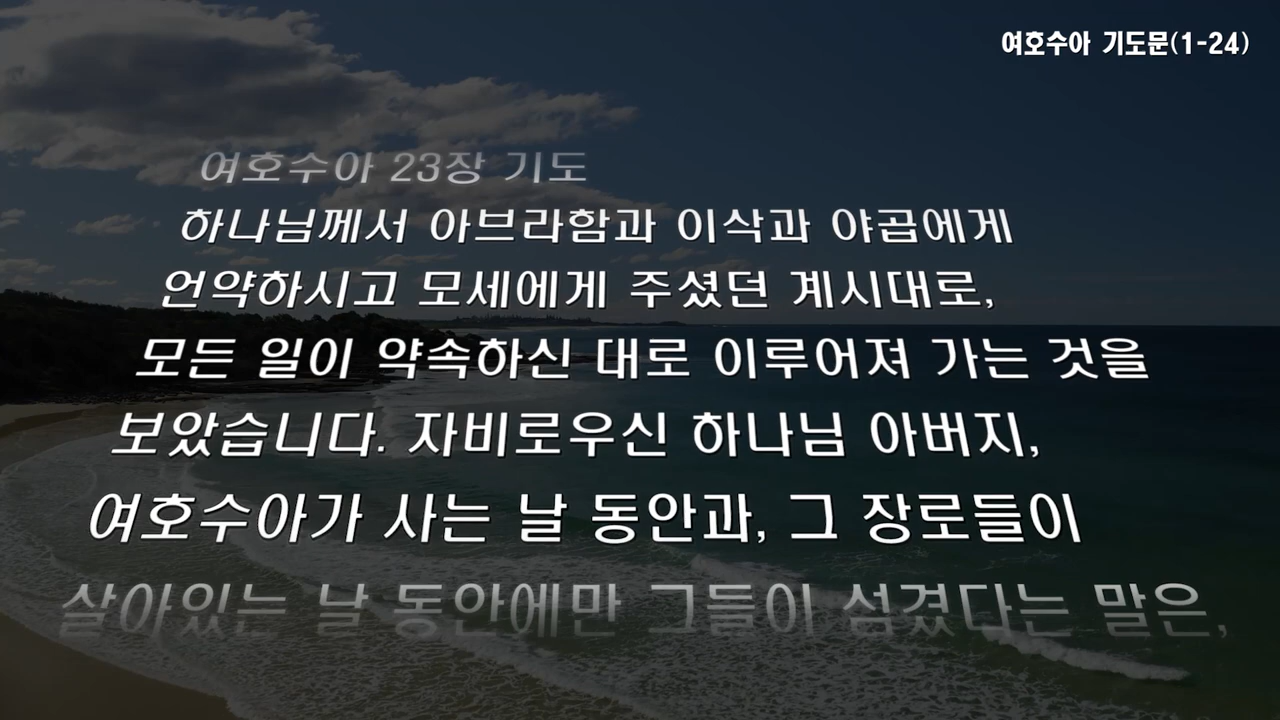 여호수아 기도문(1-24)
여호수아 23장 기도
하나님께서 아브라함과 이삭과 야곱에게
언약하시고 모세에게 주셨던 계시대로,
모든 일이 약속하신 대로 이루어져 가는 것을
보았습니다. 자비로우신 하나님 아버지,
여호수아가 사는 날 동안과, 그 장로들이
살아있는 날 동안에만 그들이 섬겼다는 말은,